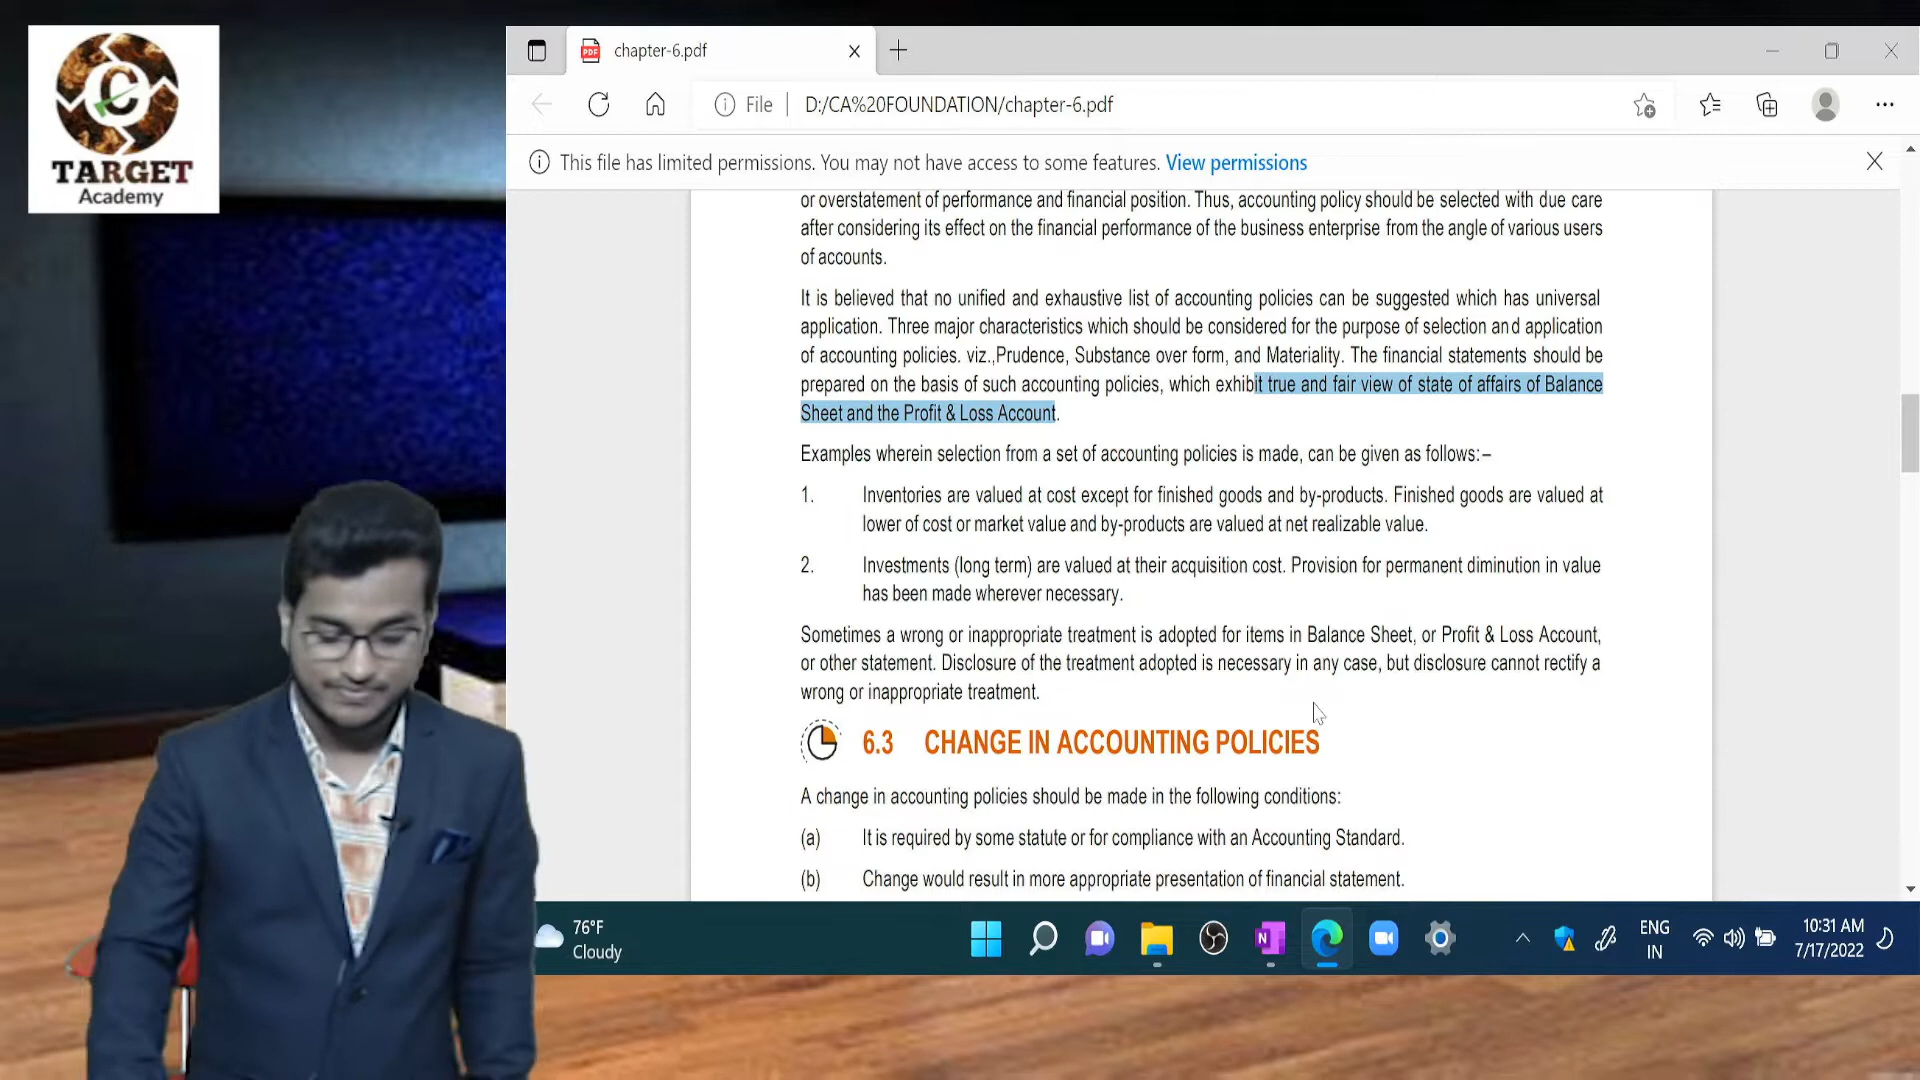 C
TARGET
Academy
chapter-6.pdf
File
D:/CA%20FOUNDATION/chapter-6.pdf
This file has limited permissions. You may not have access to some features. View permissions
or overstatement of performance and financial position. Thus, accounting policy should be selected with due care
after considering its effect on the financial performance of the business enterprise from the angle of various users
of accounts.
It is believed that no unified and exhaustive list of accounting policies can be suggested which has universal
application. Three major characteristics which should be considered for the purpose of selection and application
of accounting policies. viz.,Prudence, Substance over form, and Materiality. The financial statements should be
prepared on the basis of such accounting policies, which exhibit true and fair view of state of affairs of Balance
Sheet and the Profit & Loss Account.
Examples wherein selection from a set of accounting policies is made, can be given as follows:–
1. Inventories are valued at cost except for finished goods and by-products. Finished goods are valued at
lower of cost or market value and by-products are valued at net realizable value.
2. Investments (long term) are valued at their acquisition cost. Provision for permanent diminution in value
has been made wherever necessary.
Sometimes a wrong or inappropriate treatment is adopted for items in Balance Sheet, or Profit & Loss Account,
or other statement. Disclosure of the treatment adopted is necessary in any case, but disclosure cannot rectify a
wrong or inappropriate treatment.
6.3 CHANGE IN ACCOUNTING POLICIES
A change in accounting policies should be made in the following conditions:
(a) It is required by some statute or for compliance with an Accounting Standard.
(b) Change would result in more appropriate presentation of financial statement.
76°F
Cloudy
ENG
IN
10:31 AM
7/17/2022